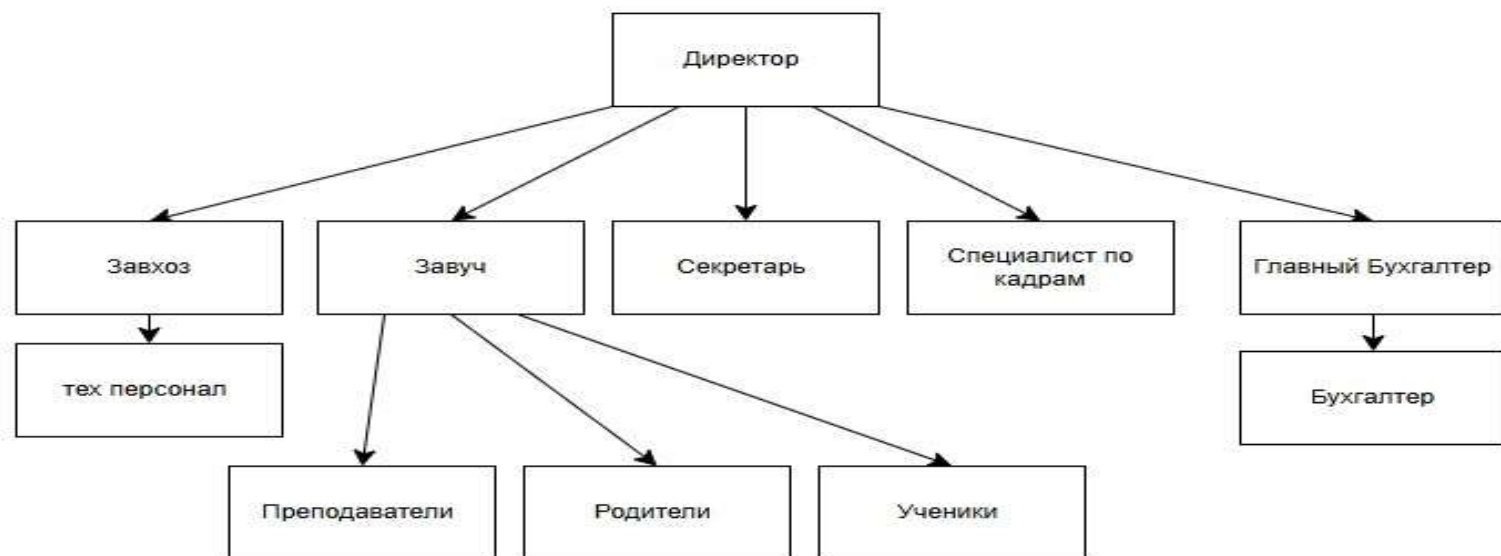 Директор
Завхоз
Завуч
Секретарь
Специалист по
кадрам
Главный Бухгалтер
тех персонал
Бухгалтер
Преподаватели
Родители
Ученики